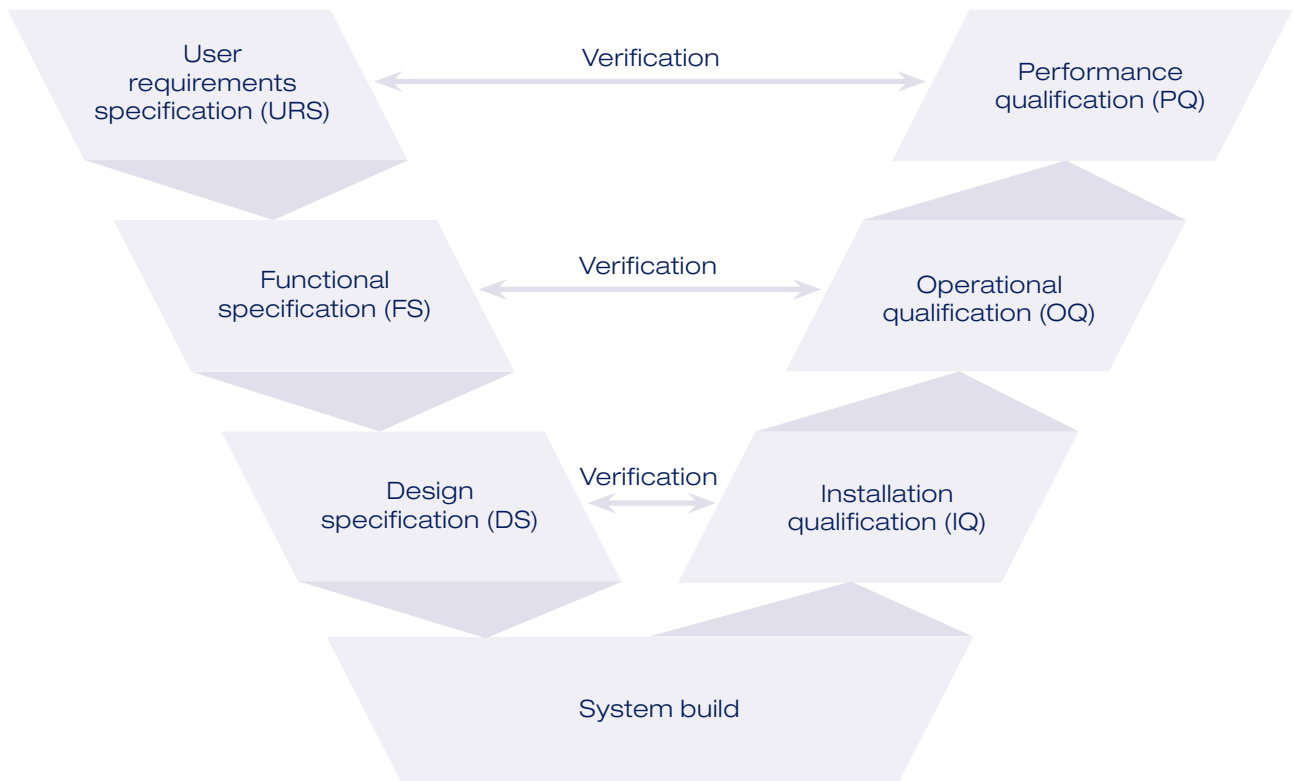 User
requirements
specification (URS)
Verification
Performance
qualification (PQ)
Functional
specification (FS)
Verification
Operational
qualification (OQ)
Design
specification (DS)
Verification
Installation
qualification (IQ)
System build